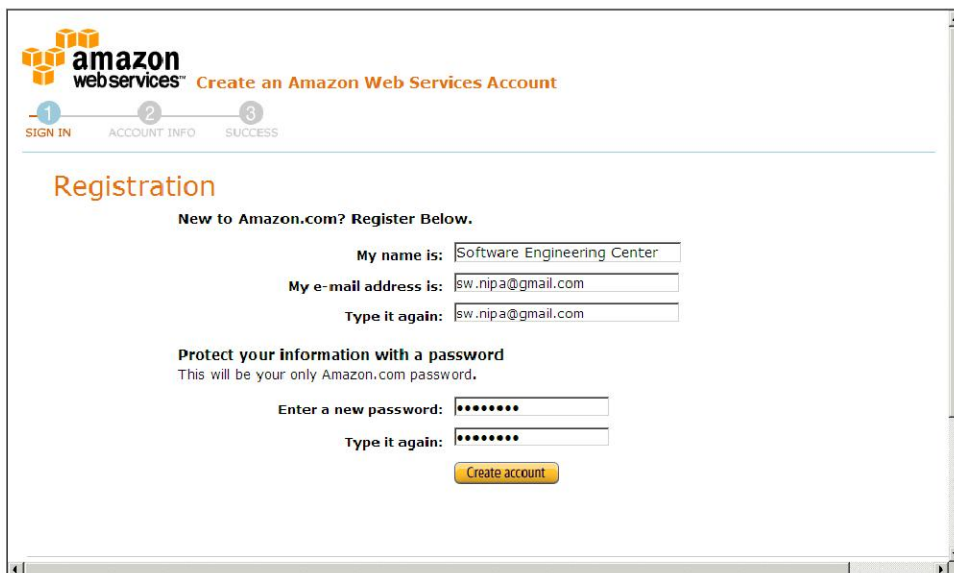 amazon
webservices™ Create an Amazon Web Services Account
1 2 3
SIGN IN ACCOUNT INFO SUCCESS
Registration
New to Amazon.com? Register Below.
My name is: Software Engineering Center
My e-mail address is: sw.nipa@gmail.com
Type it again: sw.nipa@gmail.com
Protect your information with a password
This will be your only Amazon.com password.
Enter a new password: ••••••••
Type it again: ••••••••
Create account